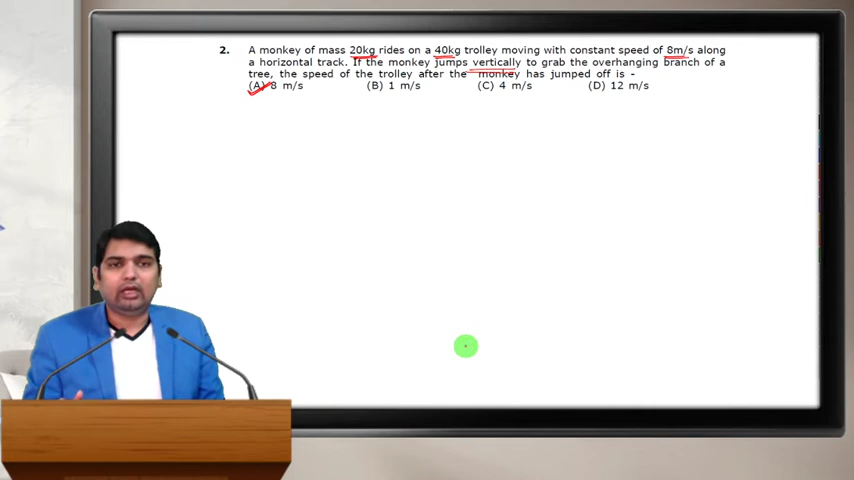 2. A monkey of mass 20kg rides on a 40kg trolley moving with constant speed of 8m/s along
a horizontal track. If the monkey jumps vertically to grab the overhanging branch of a
tree, the speed of the trolley after the monkey has jumped off is -
(A) 8 m/s (B) 1 m/s (C) 4 m/s (D) 12 m/s